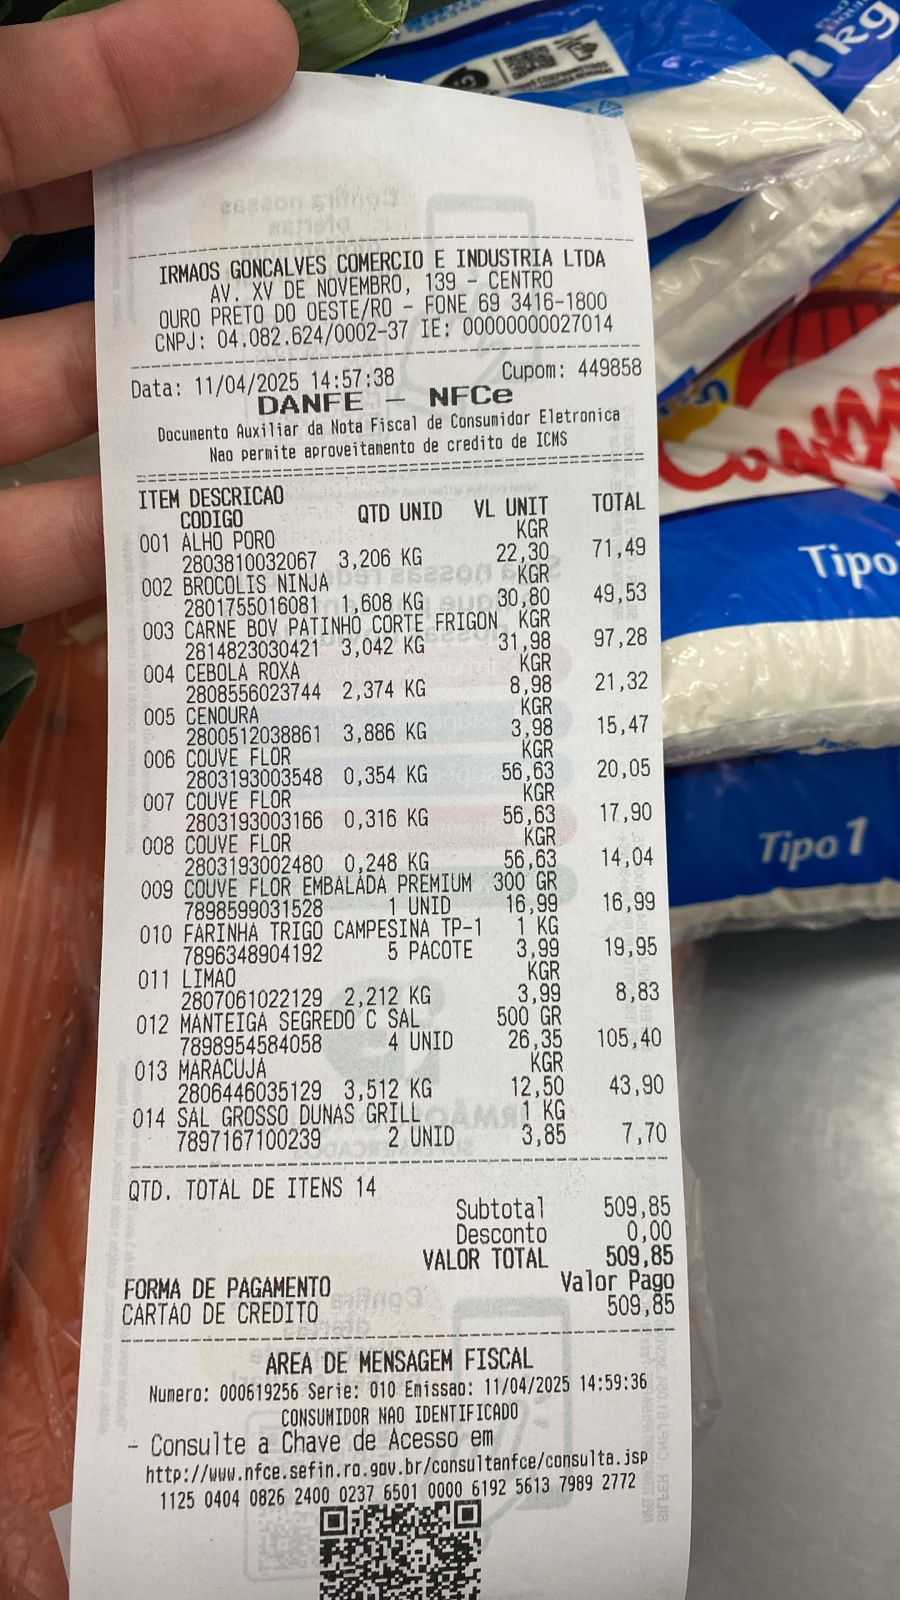 1kg
IRMAOS GONCALVES COMERCIO E INDUSTRIA LTDA
AV. XV DE NOVEMBRO, 139 - CENTRO
OURO PRETO DO OESTE/RO - FONE 69 3416-1800
CNPJ: 04.082.624/0002-37 IE: 00000000027014
Data: 11/04/2025 14:57:38 Cupom: 449858
DANFE - NFCe
Documento Auxiliar da Nota Fiscal de Consumidor Eletronica
Nao permite aproveitamento de credito de ICMS
ITEM DESCRICAO
CODIGO QTD UNID VL UNIT TOTAL
001 ALHO PORO KGR
2803810032067 3,206 KG 22,30 71,49
002 BROCOLIS NINJA KGR
2801755016081 1,608 KG 30,80 49,53
003 CARNE BOV PATINHO CORTE FRIGON KGR
2814823030421 3,042 KG 31,98 97,28
004 CEBOLA ROXA KGR
2808556023744 2,374 KG 8,98 21,32
005 CENOURA KGR
2800512038861 3,886 KG 3,98 15,47
006 COUVE FLOR KGR
2803193003548 0,354 KG 56,63 20,05
007 COUVE FLOR KGR
2803193003166 0,316 KG 56,63 17,90
008 COUVE FLOR KGR
2803193002480 0,248 KG 56,63 14,04
009 COUVE FLOR EMBALADA PREMIUM 300 GR
7898599031528 1 UNID 16,99 16,99
010 FARINHA TRIGO CAMPESINA TP-1 1 KG
7896348904192 5 PACOTE 3,99 19,95
011 LIMAO KGR
2807061022129 2,212 KG 3,99 8,83
012 MANTEIGA SEGREDO C SAL 500 GR
7898954584058 4 UNID 26,35 105,40
013 MARACUJA KGR
2806446035129 3,512 KG 12,50 43,90
014 SAL GROSSO DUNAS GRILL 1 KG
7897167100239 2 UNID 3,85 7,70
QTD. TOTAL DE ITENS 14
Subtotal 509,85
Desconto 0,00
VALOR TOTAL 509,85
FORMA DE PAGAMENTO Valor Pago
CARTAO DE CREDITO 509,85
AREA DE MENSAGEM FISCAL
Numero: 000619256 Serie: 010 Emissao: 11/04/2025 14:59:36
CONSUMIDOR NAO IDENTIFICADO
- Consulte a Chave de Acesso em
http://www.nfce.sefin.ro.gov.br/consultanfce/consulta.jsp
1125 0404 0826 2400 0237 6501 0000 6192 5613 7989 2772
Tipo
Tipo 1